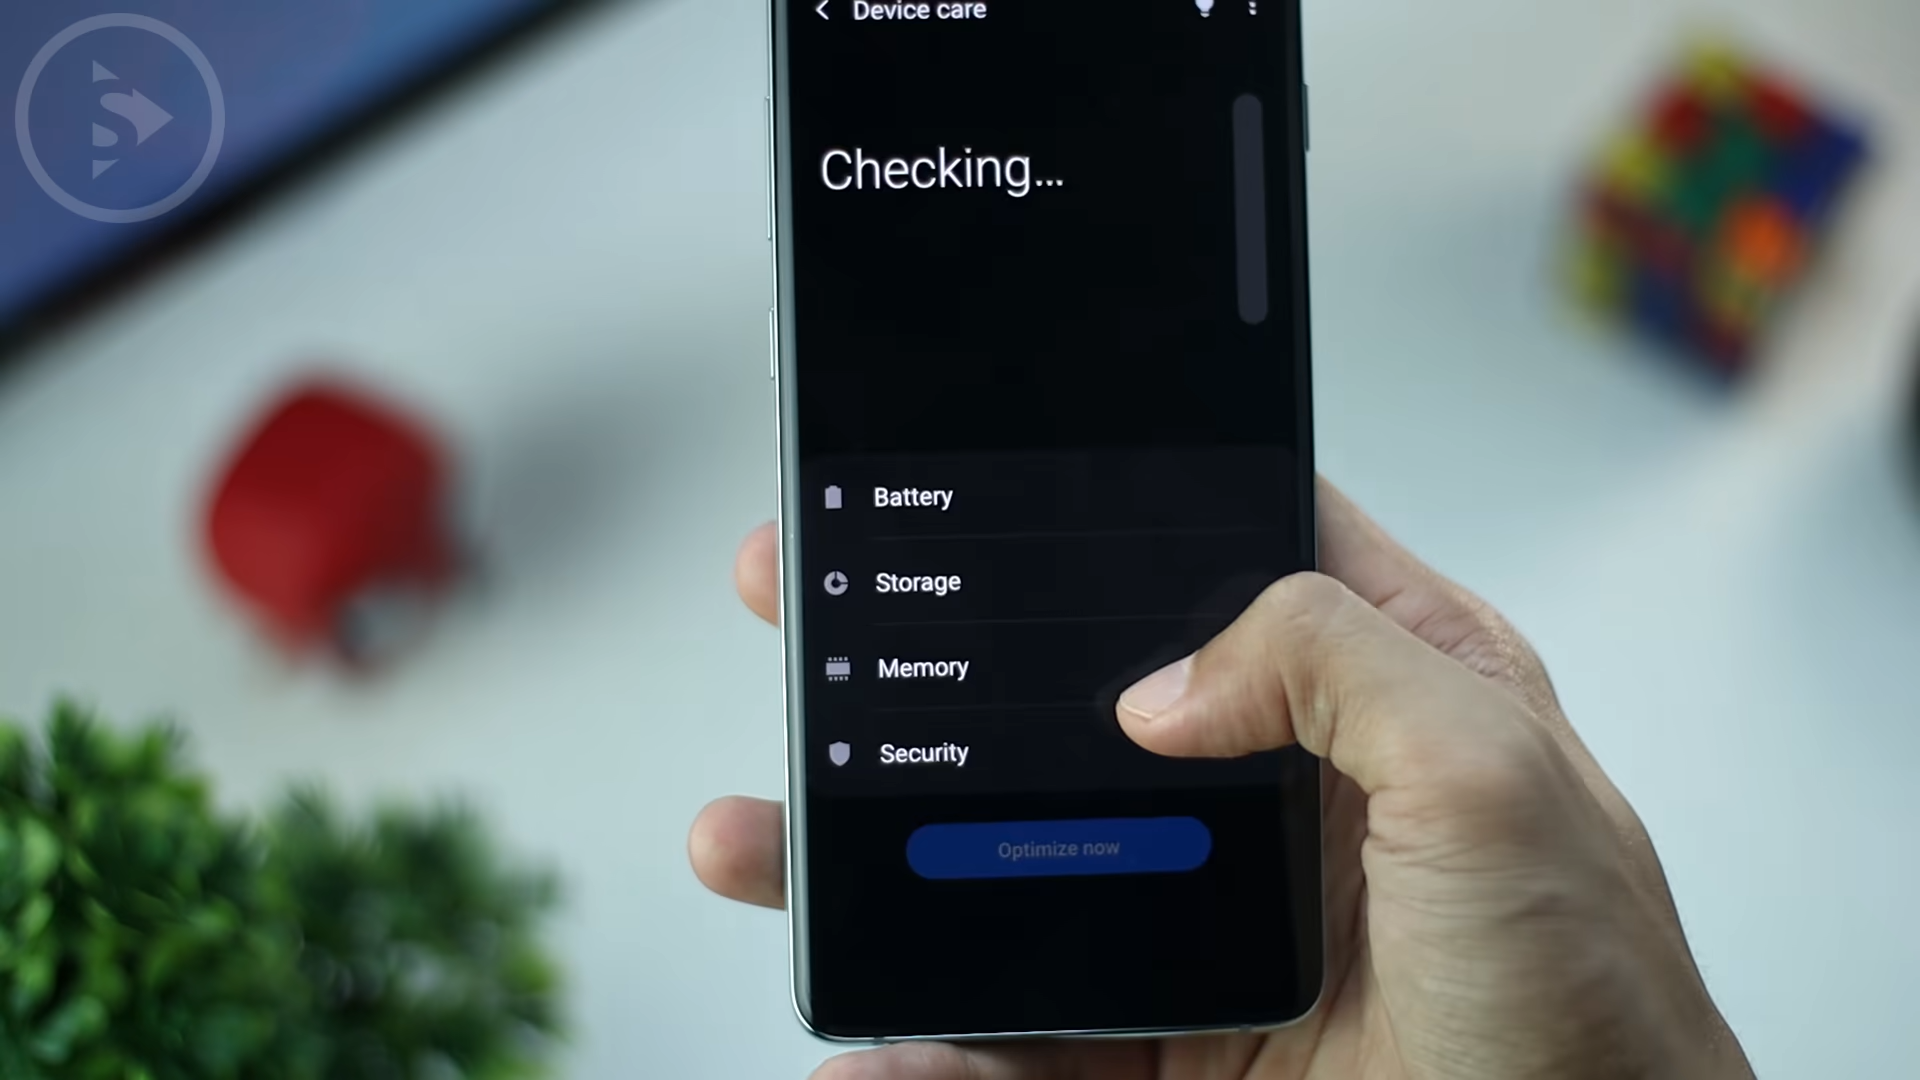 Device care
Checking...
Battery
Storage
Memory
Security
Optimize now